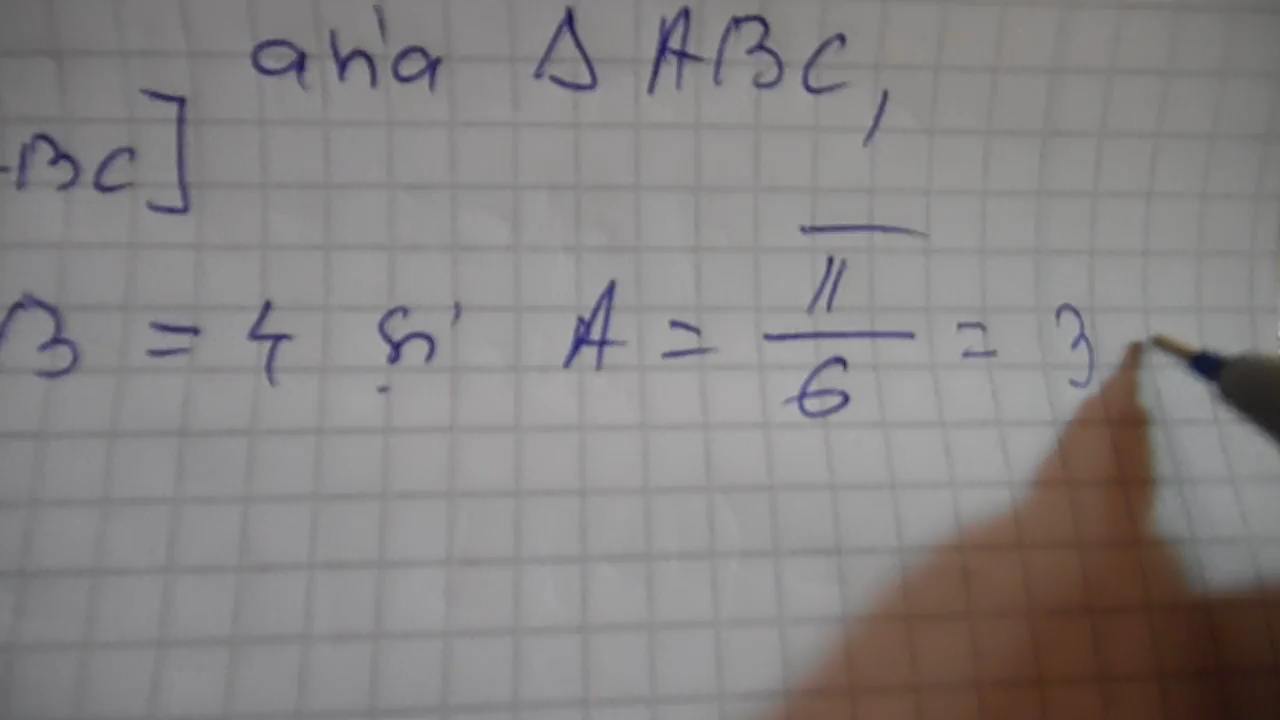 aria Δ ABC,
BC]
B = 4 și A = π/6 = 3